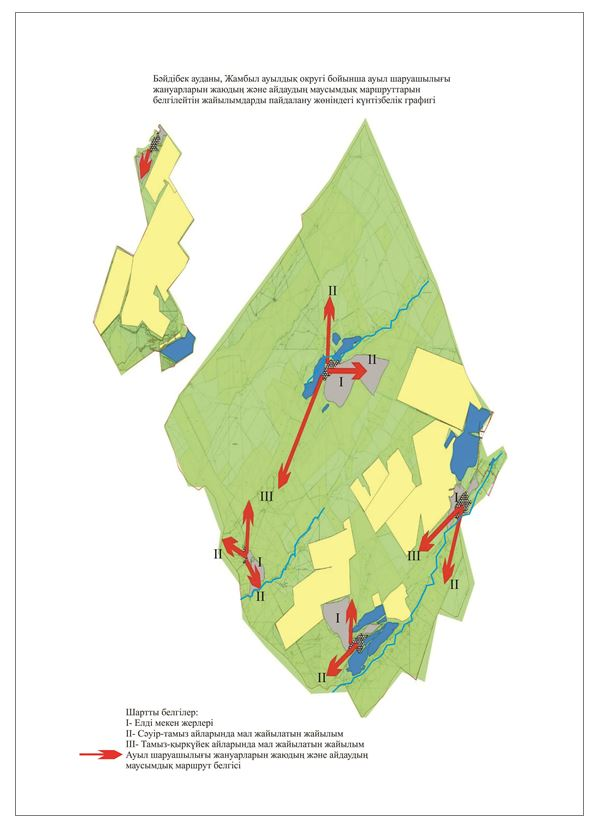 Бәйдібек ауданы, Жамбыл ауылдық округі бойынша ауыл шаруашылығы
жануарларын жаюдың және айдаудың маусымдық маршруттарын
белгілейтін жайылымдарды пайдалану жөніндегі күнтізбелік графигі
II
II
I
III
I
II
I
III
II
II
I
II
Шартты белгілер:
I- Елді мекен жерлері
II- Сәуір-тамыз айларында мал жайылатын жайылым
III- Тамыз-қыркүйек айларында мал жайылатын жайылым
Ауыл шаруашылығы жануарларын жаюдың және айдаудың
маусымдық маршрут белгісі